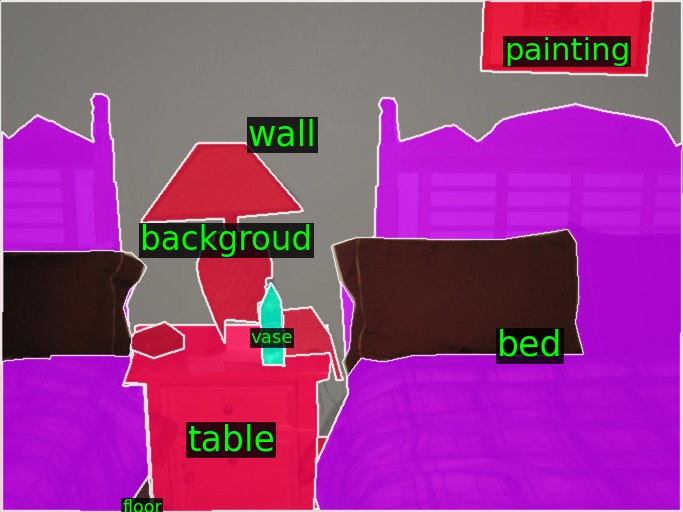 painting
wall
backgroud
vase
bed
table
floor